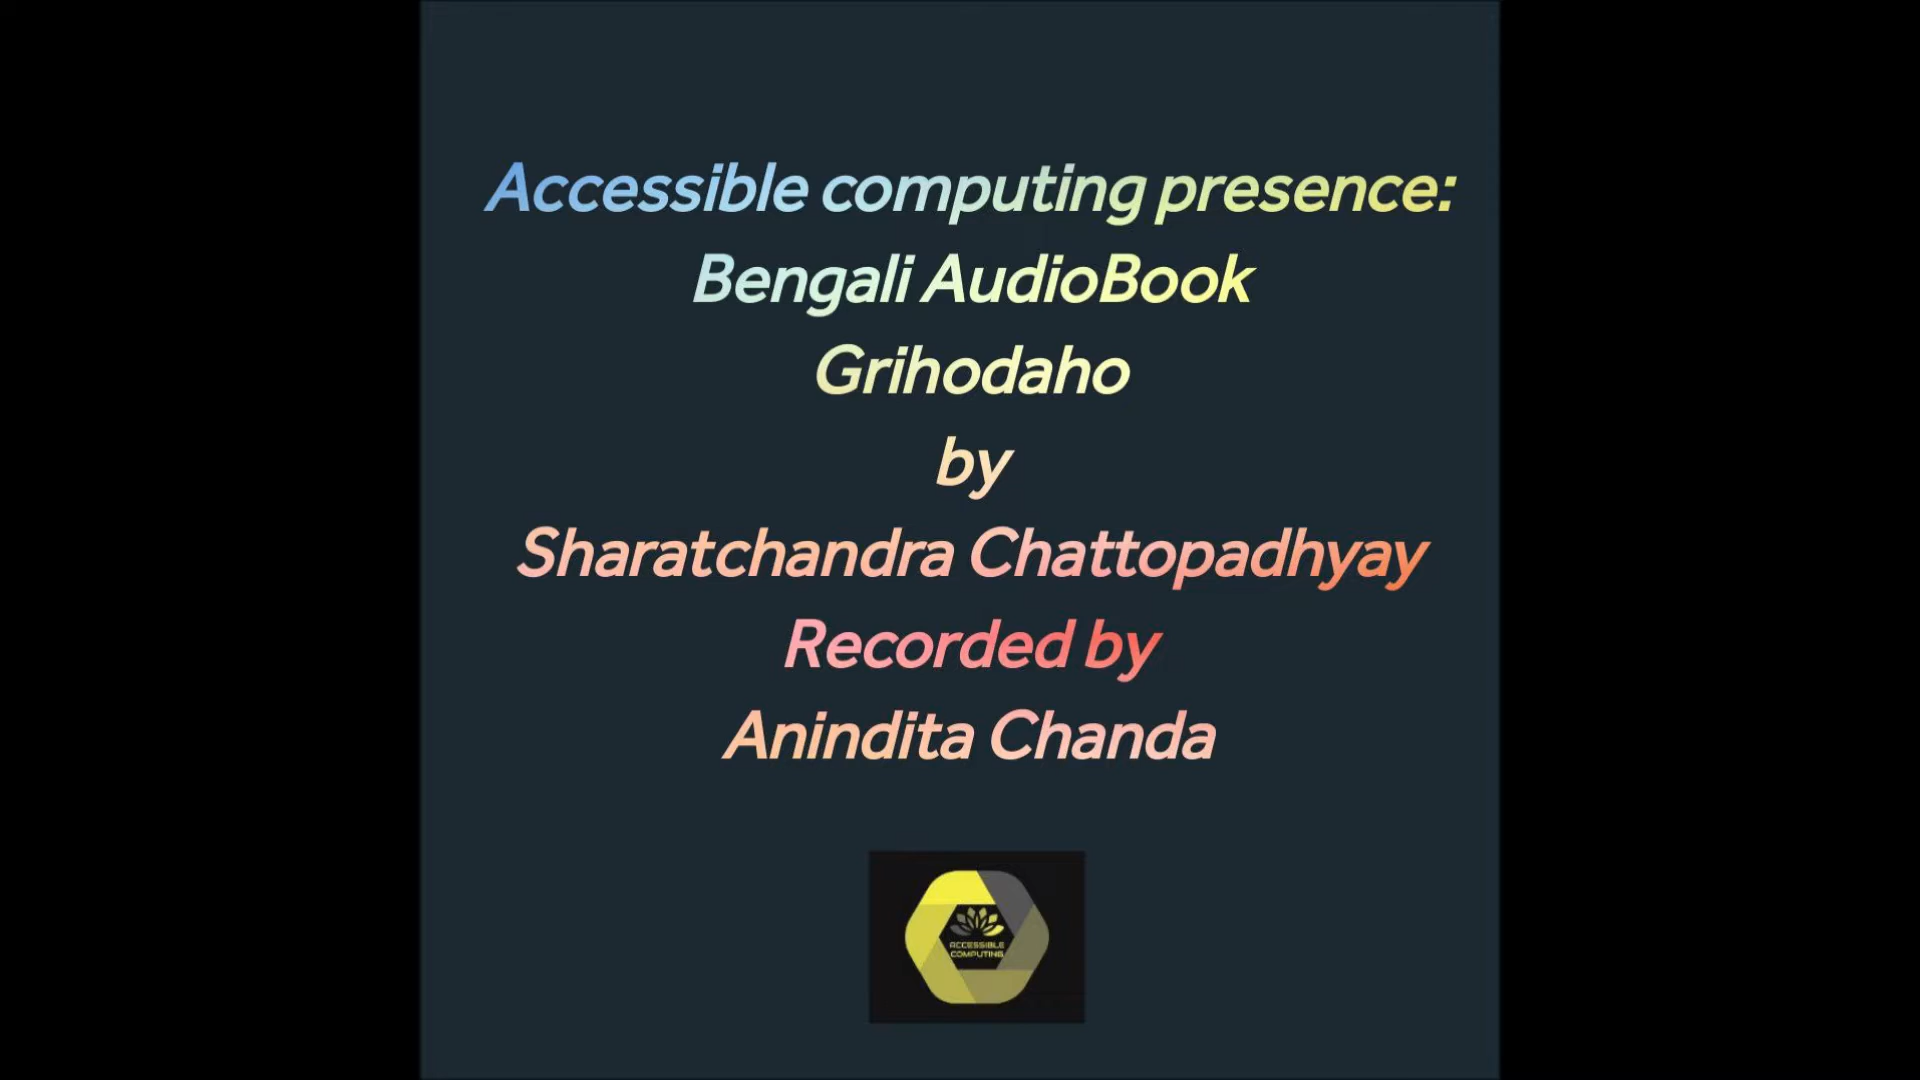 Accessible computing presence:
Bengali AudioBook
Grihodaho
by
Sharatchandra Chattopadhyay
Recorded by
Anindita Chanda
ACCESSIBLE
COMPUTING